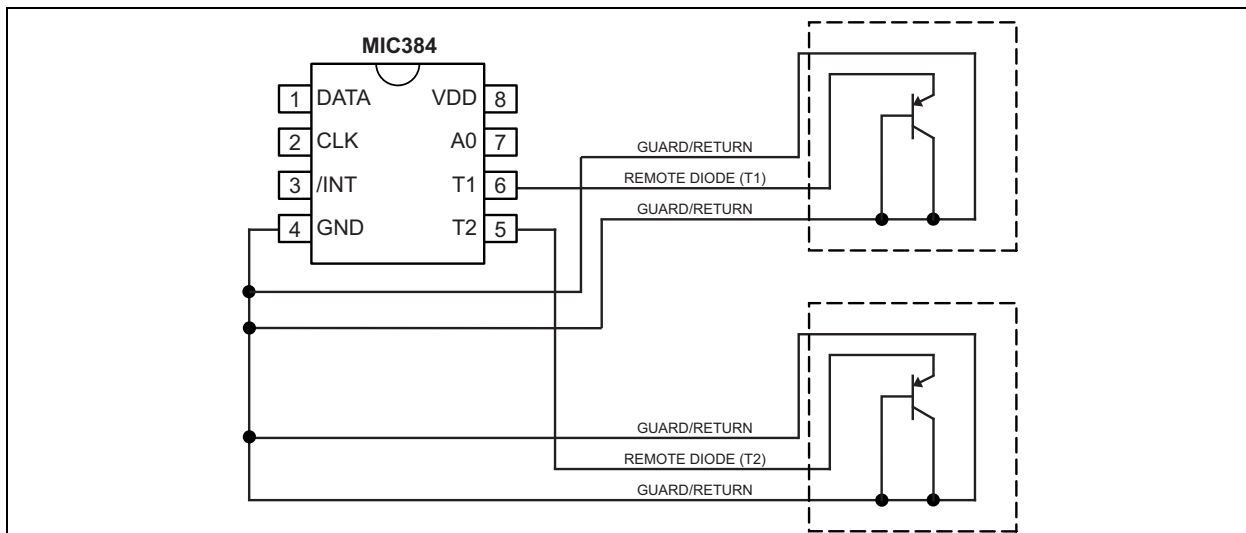 MIC384
1 DATA VDD 8
2 CLK A0 7
3 /INT T1 6
4 GND T2 5
GUARD/RETURN
REMOTE DIODE (T1)
GUARD/RETURN
GUARD/RETURN
REMOTE DIODE (T2)
GUARD/RETURN